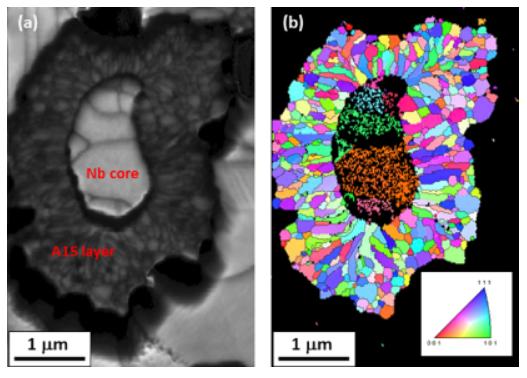 (a)
Nb core
A15 layer
1 µm
(b)
111
001
101
1 µm